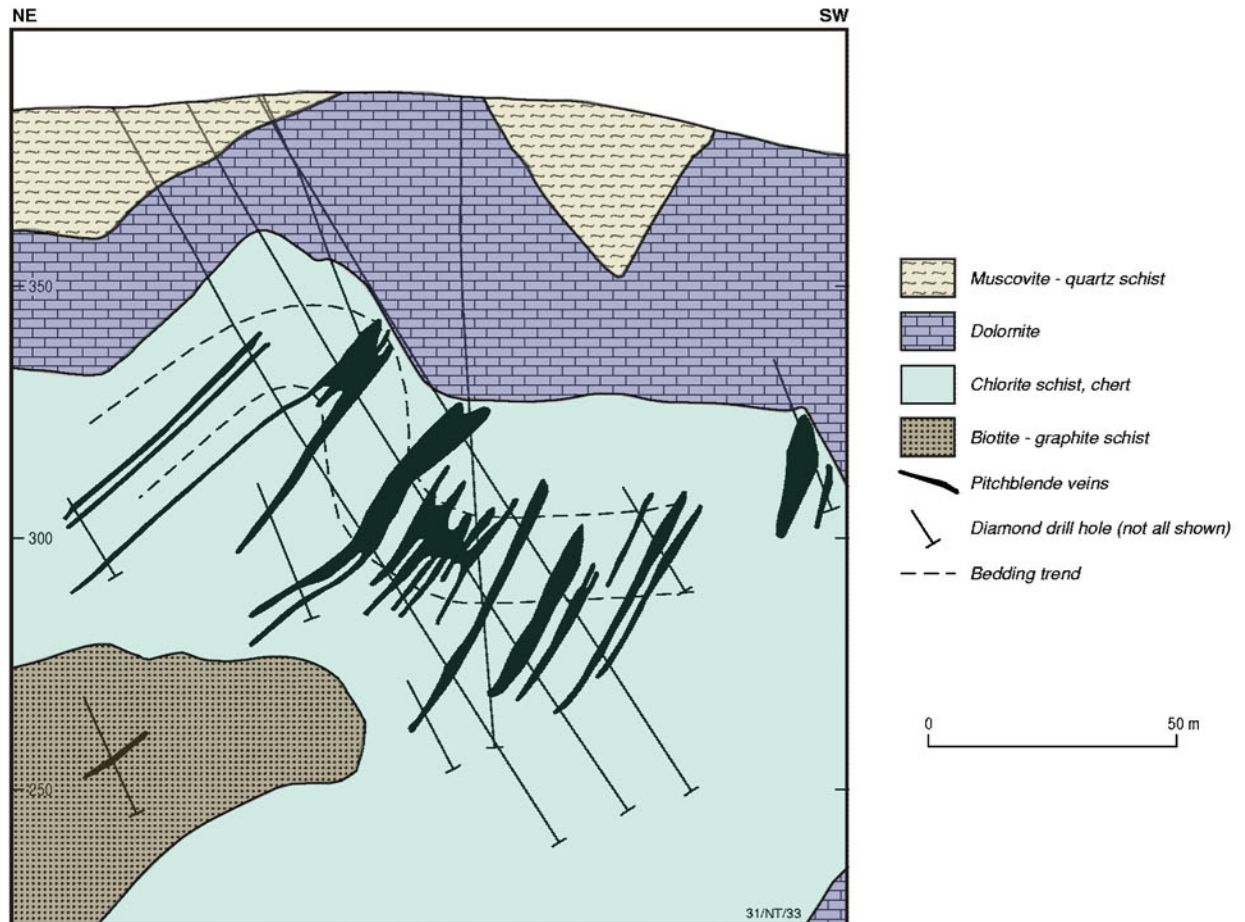 NE
SW
350
300
250
31/NT/33
Muscovite - quartz schist
Dolomite
Chlorite schist, chert
Biotite - graphite schist
Pitchblende veins
Diamond drill hole (not all shown)
Bedding trend
0
50 m